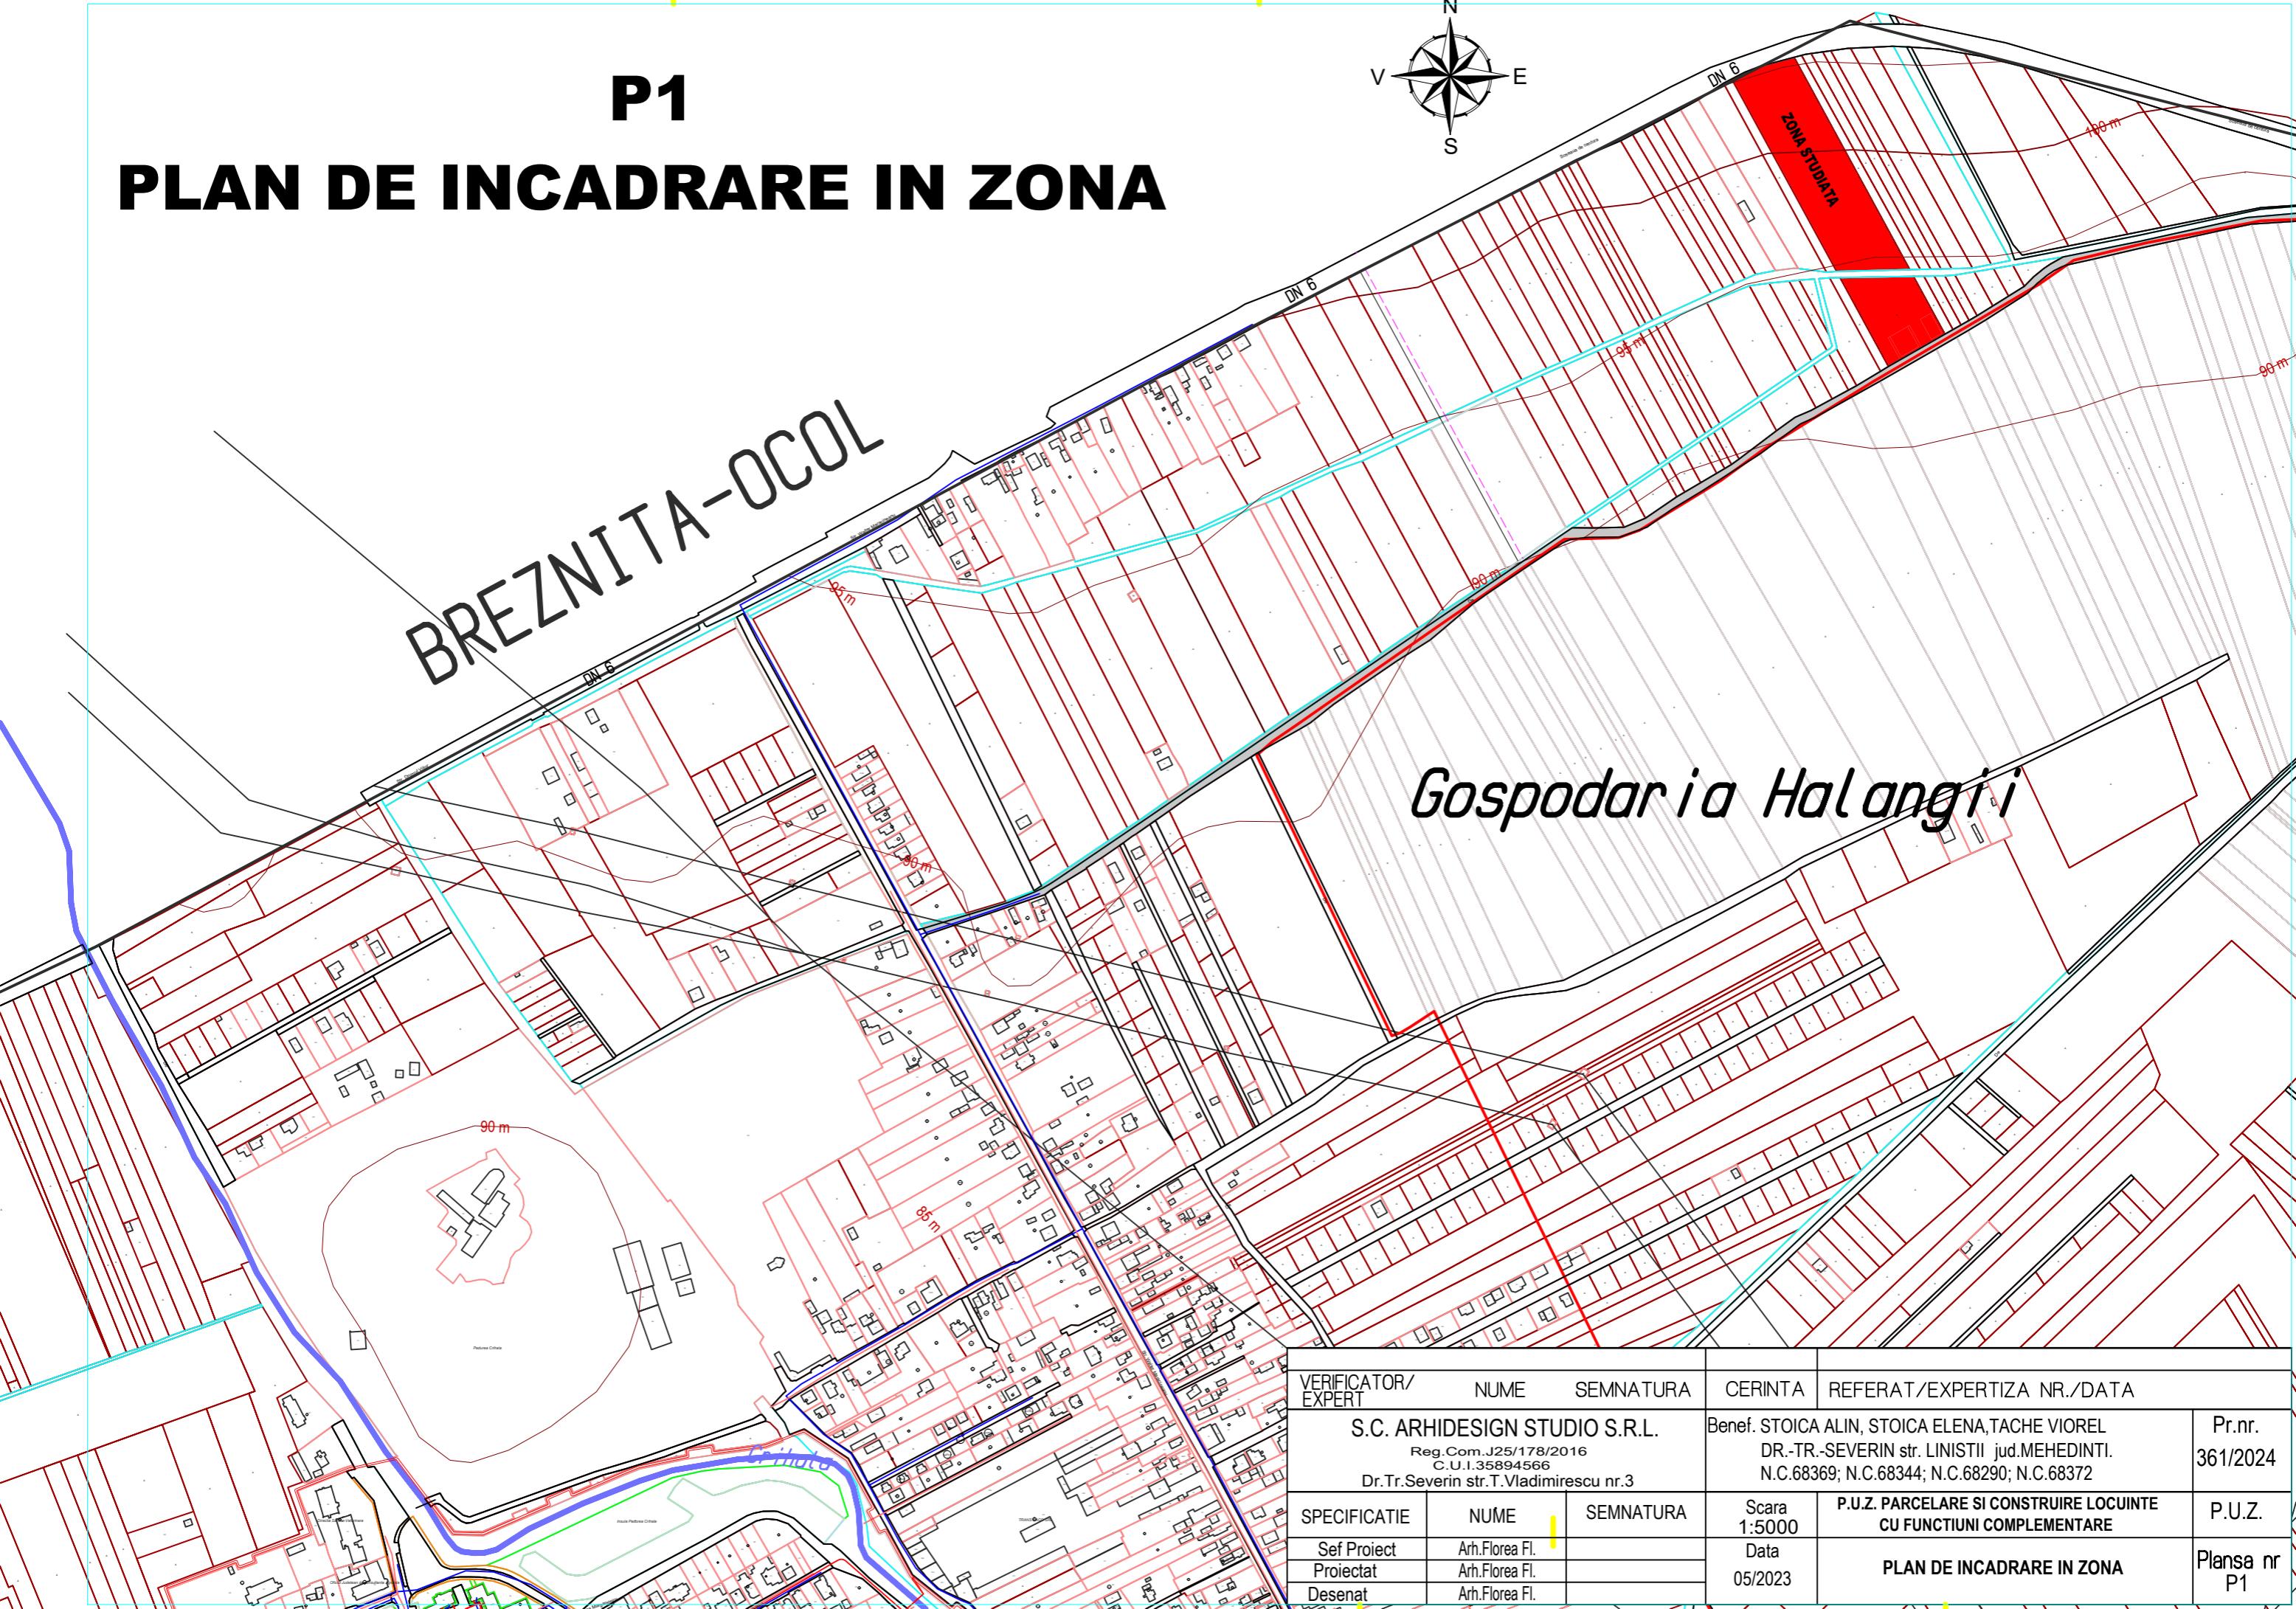 P1
PLAN DE INCADRARE IN ZONA
N
V
E
S
DN 6
ZONA STUDIATA
100 m
DN 6
95 m
90 m
BREZNITA-OCOL
90 m
95 m
DN 6
Gospodaria Halangii
90 m
90 m
85 m
VERIFICATOR/ EXPERT NUME SEMNATURA CERINTA REFERAT/EXPERTIZA NR./DATA
S.C. ARHIDESIGN STUDIO S.R.L.
Reg.Com.J25/178/2016
C.U.I.35894566
Dr.Tr.Severin str.T.Vladimirescu nr.3
Benef. STOICA ALIN, STOICA ELENA,TACHE VIOREL
DR.-TR.-SEVERIN str. LINISTII jud.MEHEDINTI.
N.C.68369; N.C.68344; N.C.68290; N.C.68372
Pr.nr.
361/2024
SPECIFICATIE NUME SEMNATURA
Scara
1:5000
P.U.Z. PARCELARE SI CONSTRUIRE LOCUINTE
CU FUNCTIUNI COMPLEMENTARE
P.U.Z.
Sef Proiect Arh.Florea Fl.
Proiectat Arh.Florea Fl.
Desenat Arh.Florea Fl.
Data
05/2023
PLAN DE INCADRARE IN ZONA
Plansa nr
P1